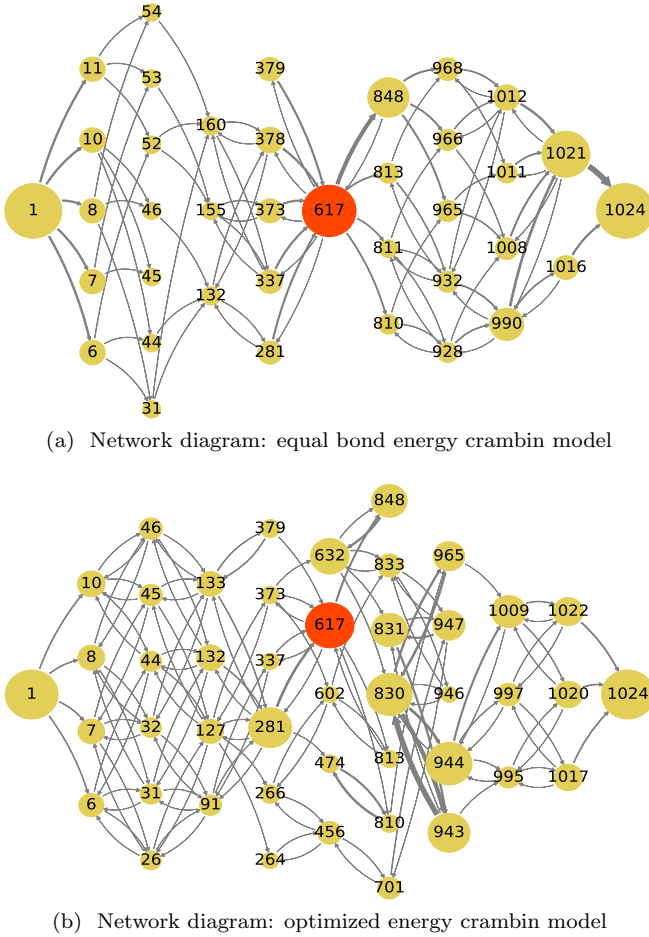 54
11 53 379 968
848 1012
10 52 160 378 966
1021
813 1011
1 8 46 155 373 617 965 1024
811 1008
7 45 337 932 1016
132
44 810 990
6 281 928
31
(a) Network diagram: equal bond energy crambin model
848
46 379
632 833 965
10 45 133 373
617 831 947 1009 1022
8 44 132 337
1 602 830 946 997 1020 1024
7 32 127 281
474 813 944
31 266 995 1017
6 91 456 810 943
26 264
701
(b) Network diagram: optimized energy crambin model